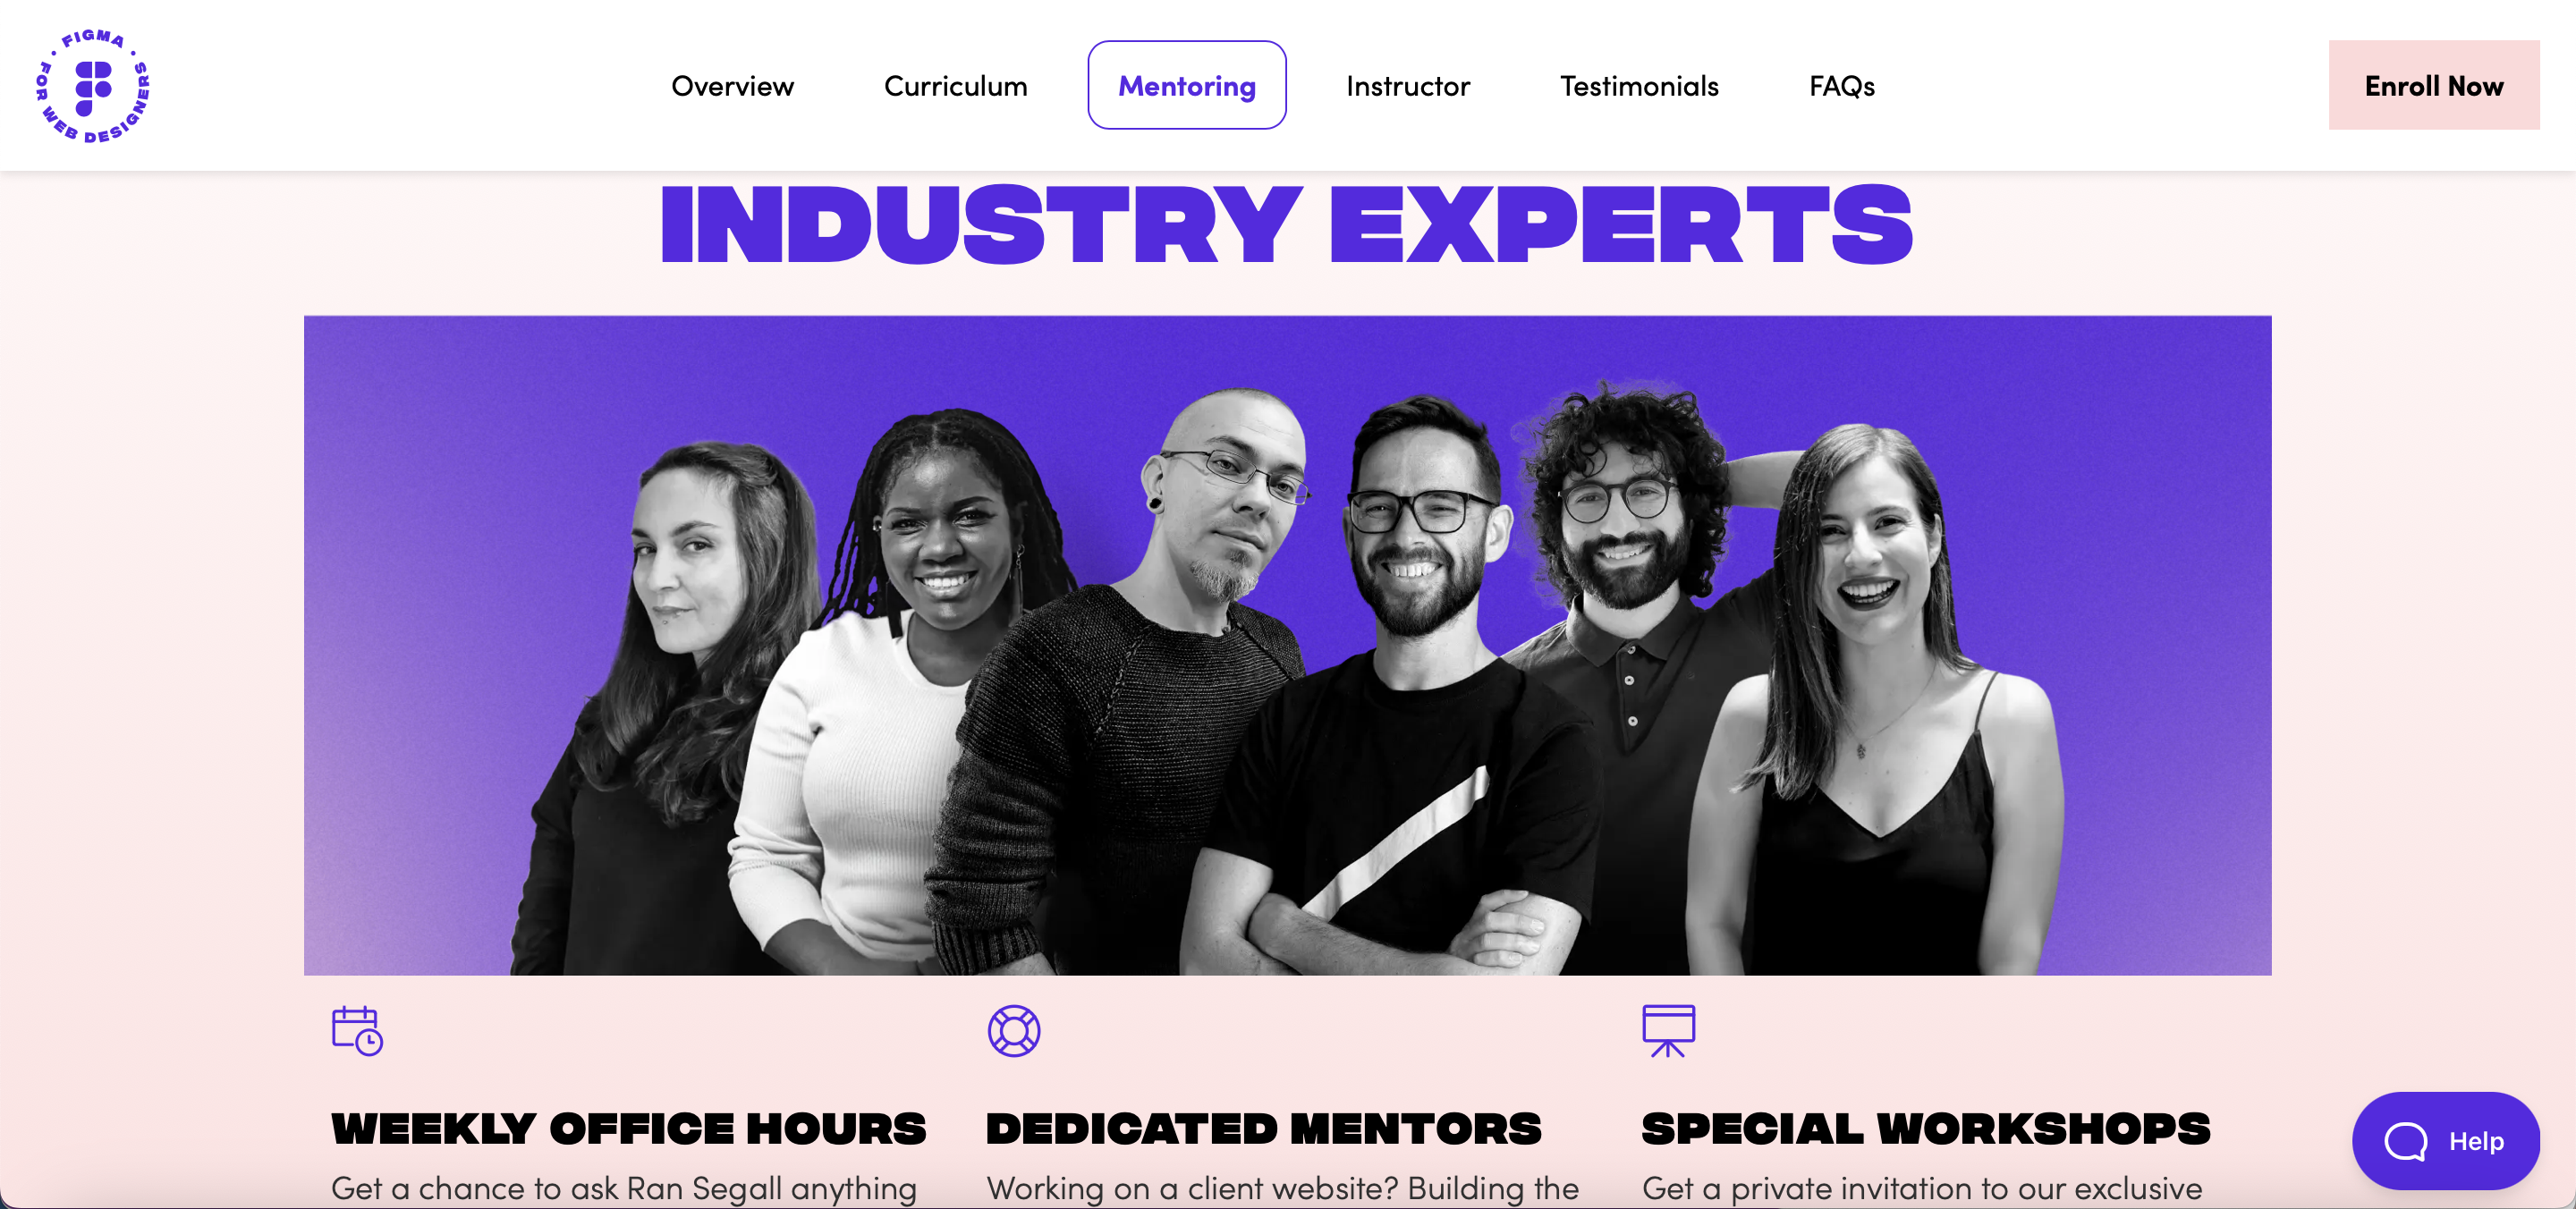 FIGMA
FOR WEB DESIGNERS
Overview
Curriculum
Mentoring
Instructor
Testimonials
FAQs
Enroll Now
INDUSTRY EXPERTS
WEEKLY OFFICE HOURS
Get a chance to ask Ran Segall anything
DEDICATED MENTORS
Working on a client website? Building the
SPECIAL WORKSHOPS
Get a private invitation to our exclusive
Help